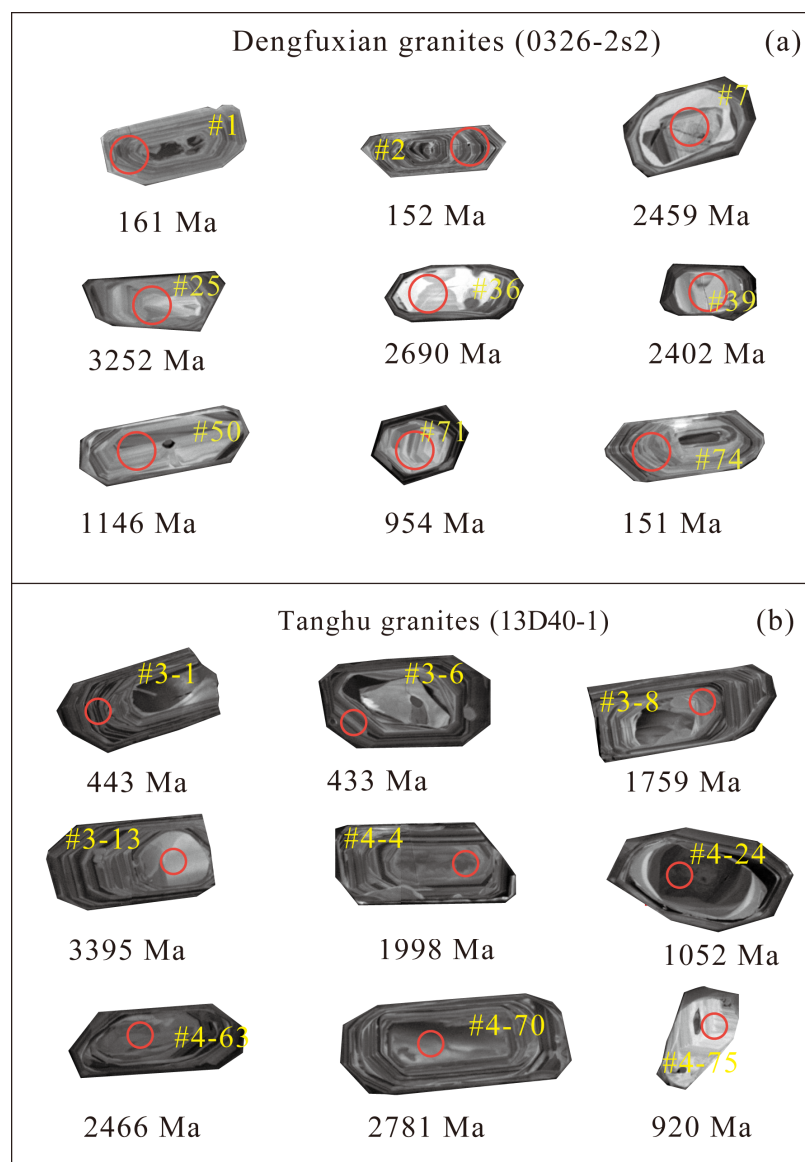 Dengfuxian granites (0326-2s2) (a)
#1 #2 #7
161 Ma 152 Ma 2459 Ma
#25 #36 #39
3252 Ma 2690 Ma 2402 Ma
#50 #71 #74
1146 Ma 954 Ma 151 Ma
Tanghu granites (13D40-1) (b)
#3-1 #3-6 #3-8
443 Ma 433 Ma 1759 Ma
#3-13 #4-4 #4-24
3395 Ma 1998 Ma 1052 Ma
#4-63 #4-70 #4-75
2466 Ma 2781 Ma 920 Ma